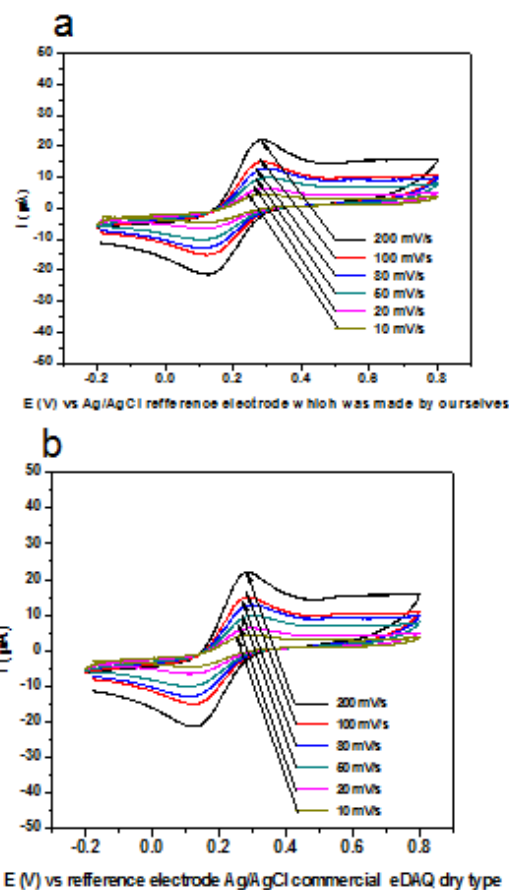 a
50
40
30
20
10
0
-10
-20
-30
-40
-50
I (µA)
200 mV/s
100 mV/s
80 mV/s
50 mV/s
20 mV/s
10 mV/s
-0.2 0.0 0.2 0.4 0.6 0.8
E (V) vs Ag/AgCl refference electrode which was made by ourselves
b
50
40
30
20
10
0
-10
-20
-30
-40
-50
I (µA)
200 mV/s
100 mV/s
80 mV/s
50 mV/s
20 mV/s
10 mV/s
-0.2 0.0 0.2 0.4 0.6 0.8
E (V) vs refference electrode Ag/AgCl commercial eDAQ dry type